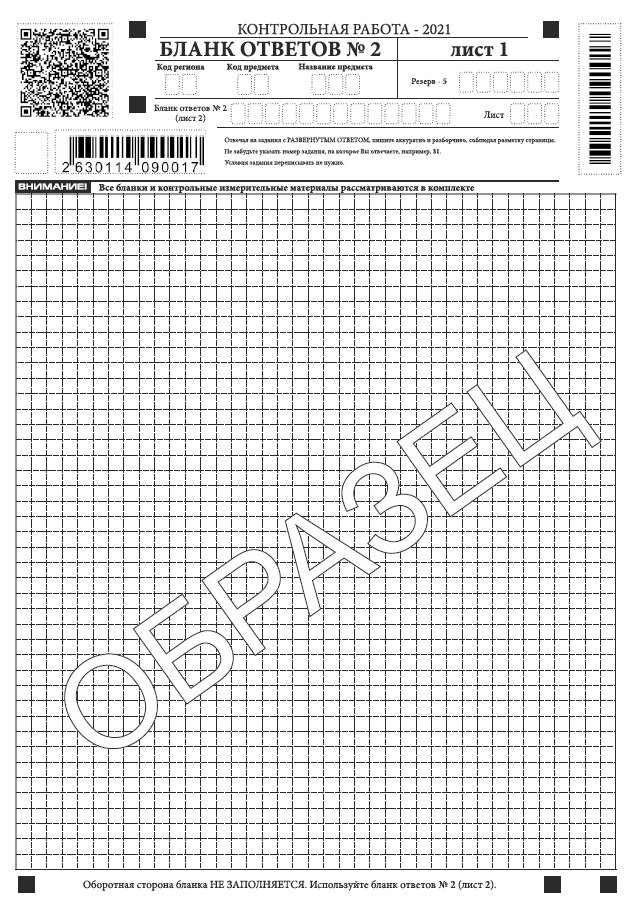 КОНТРОЛЬНАЯ РАБОТА - 2021
БЛАНК ОТВЕТОВ № 2 лист 1
Код региона Код предмета Название предмета
Резерв - 5
Бланк ответов № 2
(лист 2)
Лист
Отвечая на задания с РАЗВЕРНУТЫМ ОТВЕТОМ, пишите аккуратно и разборчиво, соблюдая разметку страницы.
Не забудьте указать номер задания, на которое Вы отвечаете, например, 31.
Условия задания переписывать не нужно.
2 630114 090017
ВНИМАНИЕ! Все бланки и контрольные измерительные материалы рассматриваются в комплекте
ОБРАЗЕЦ
Оборотная сторона бланка НЕ ЗАПОЛНЯЕТСЯ. Используйте бланк ответов № 2 (лист 2).